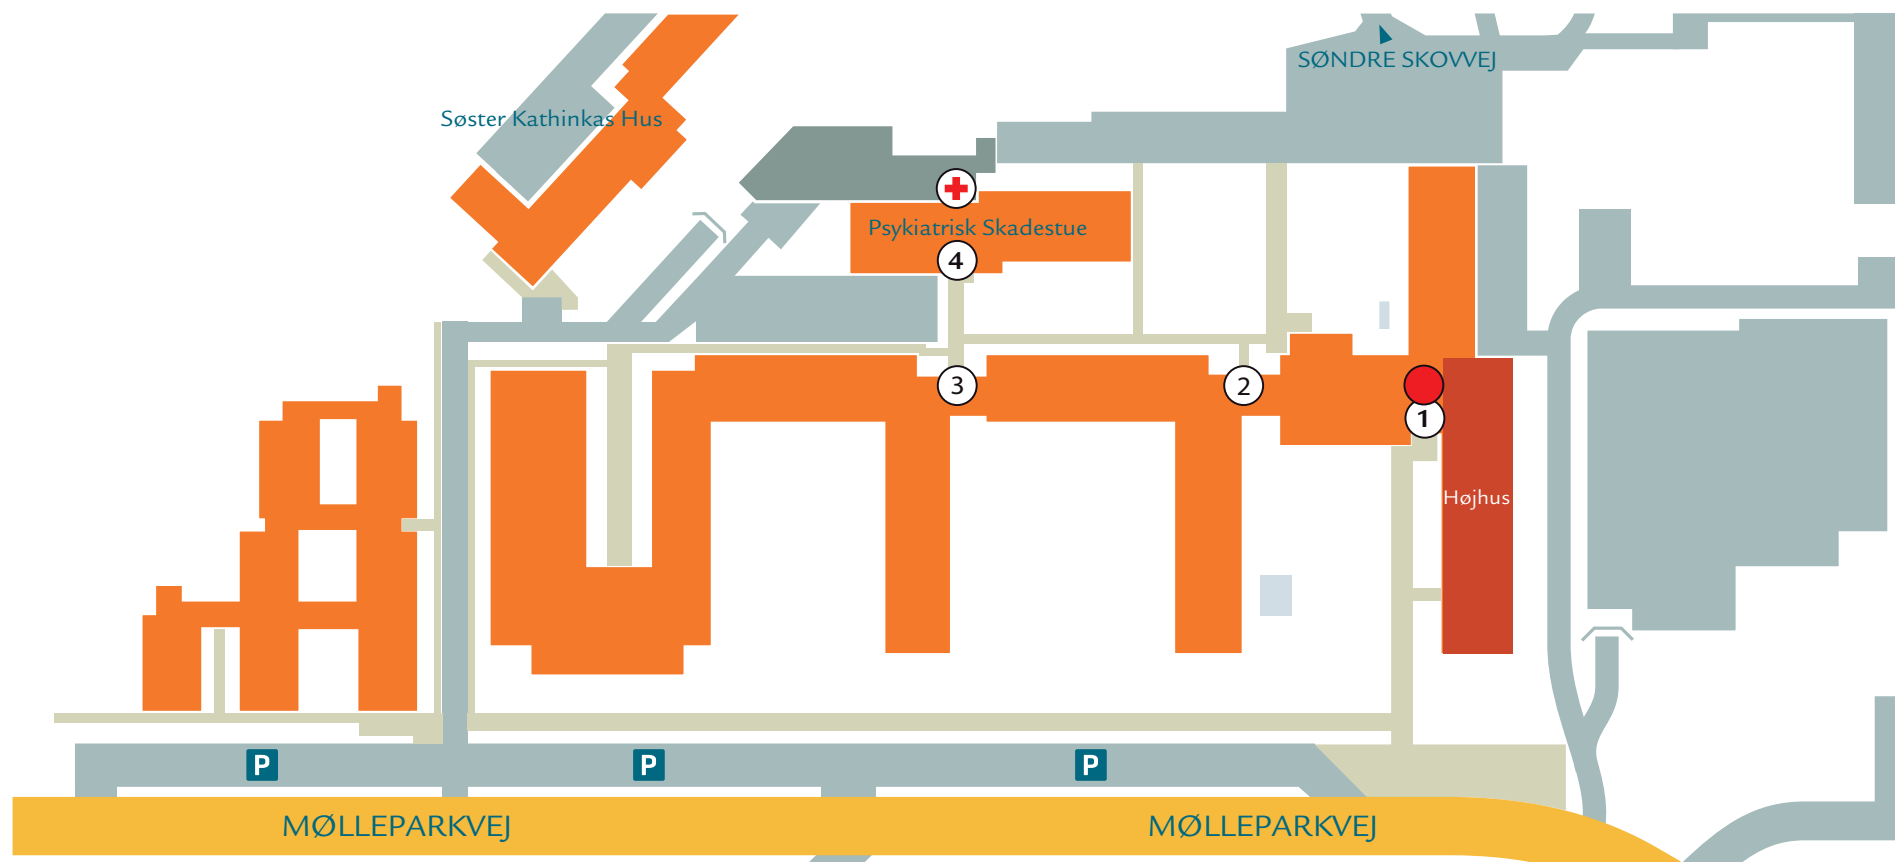 SØNDRE SKOVVEJ
Søster Kathinkas Hus
Psykiatrisk Skadestue
4
3
2
1
Højhus
P
P
P
MØLLEPARKVEJ
MØLLEPARKVEJ